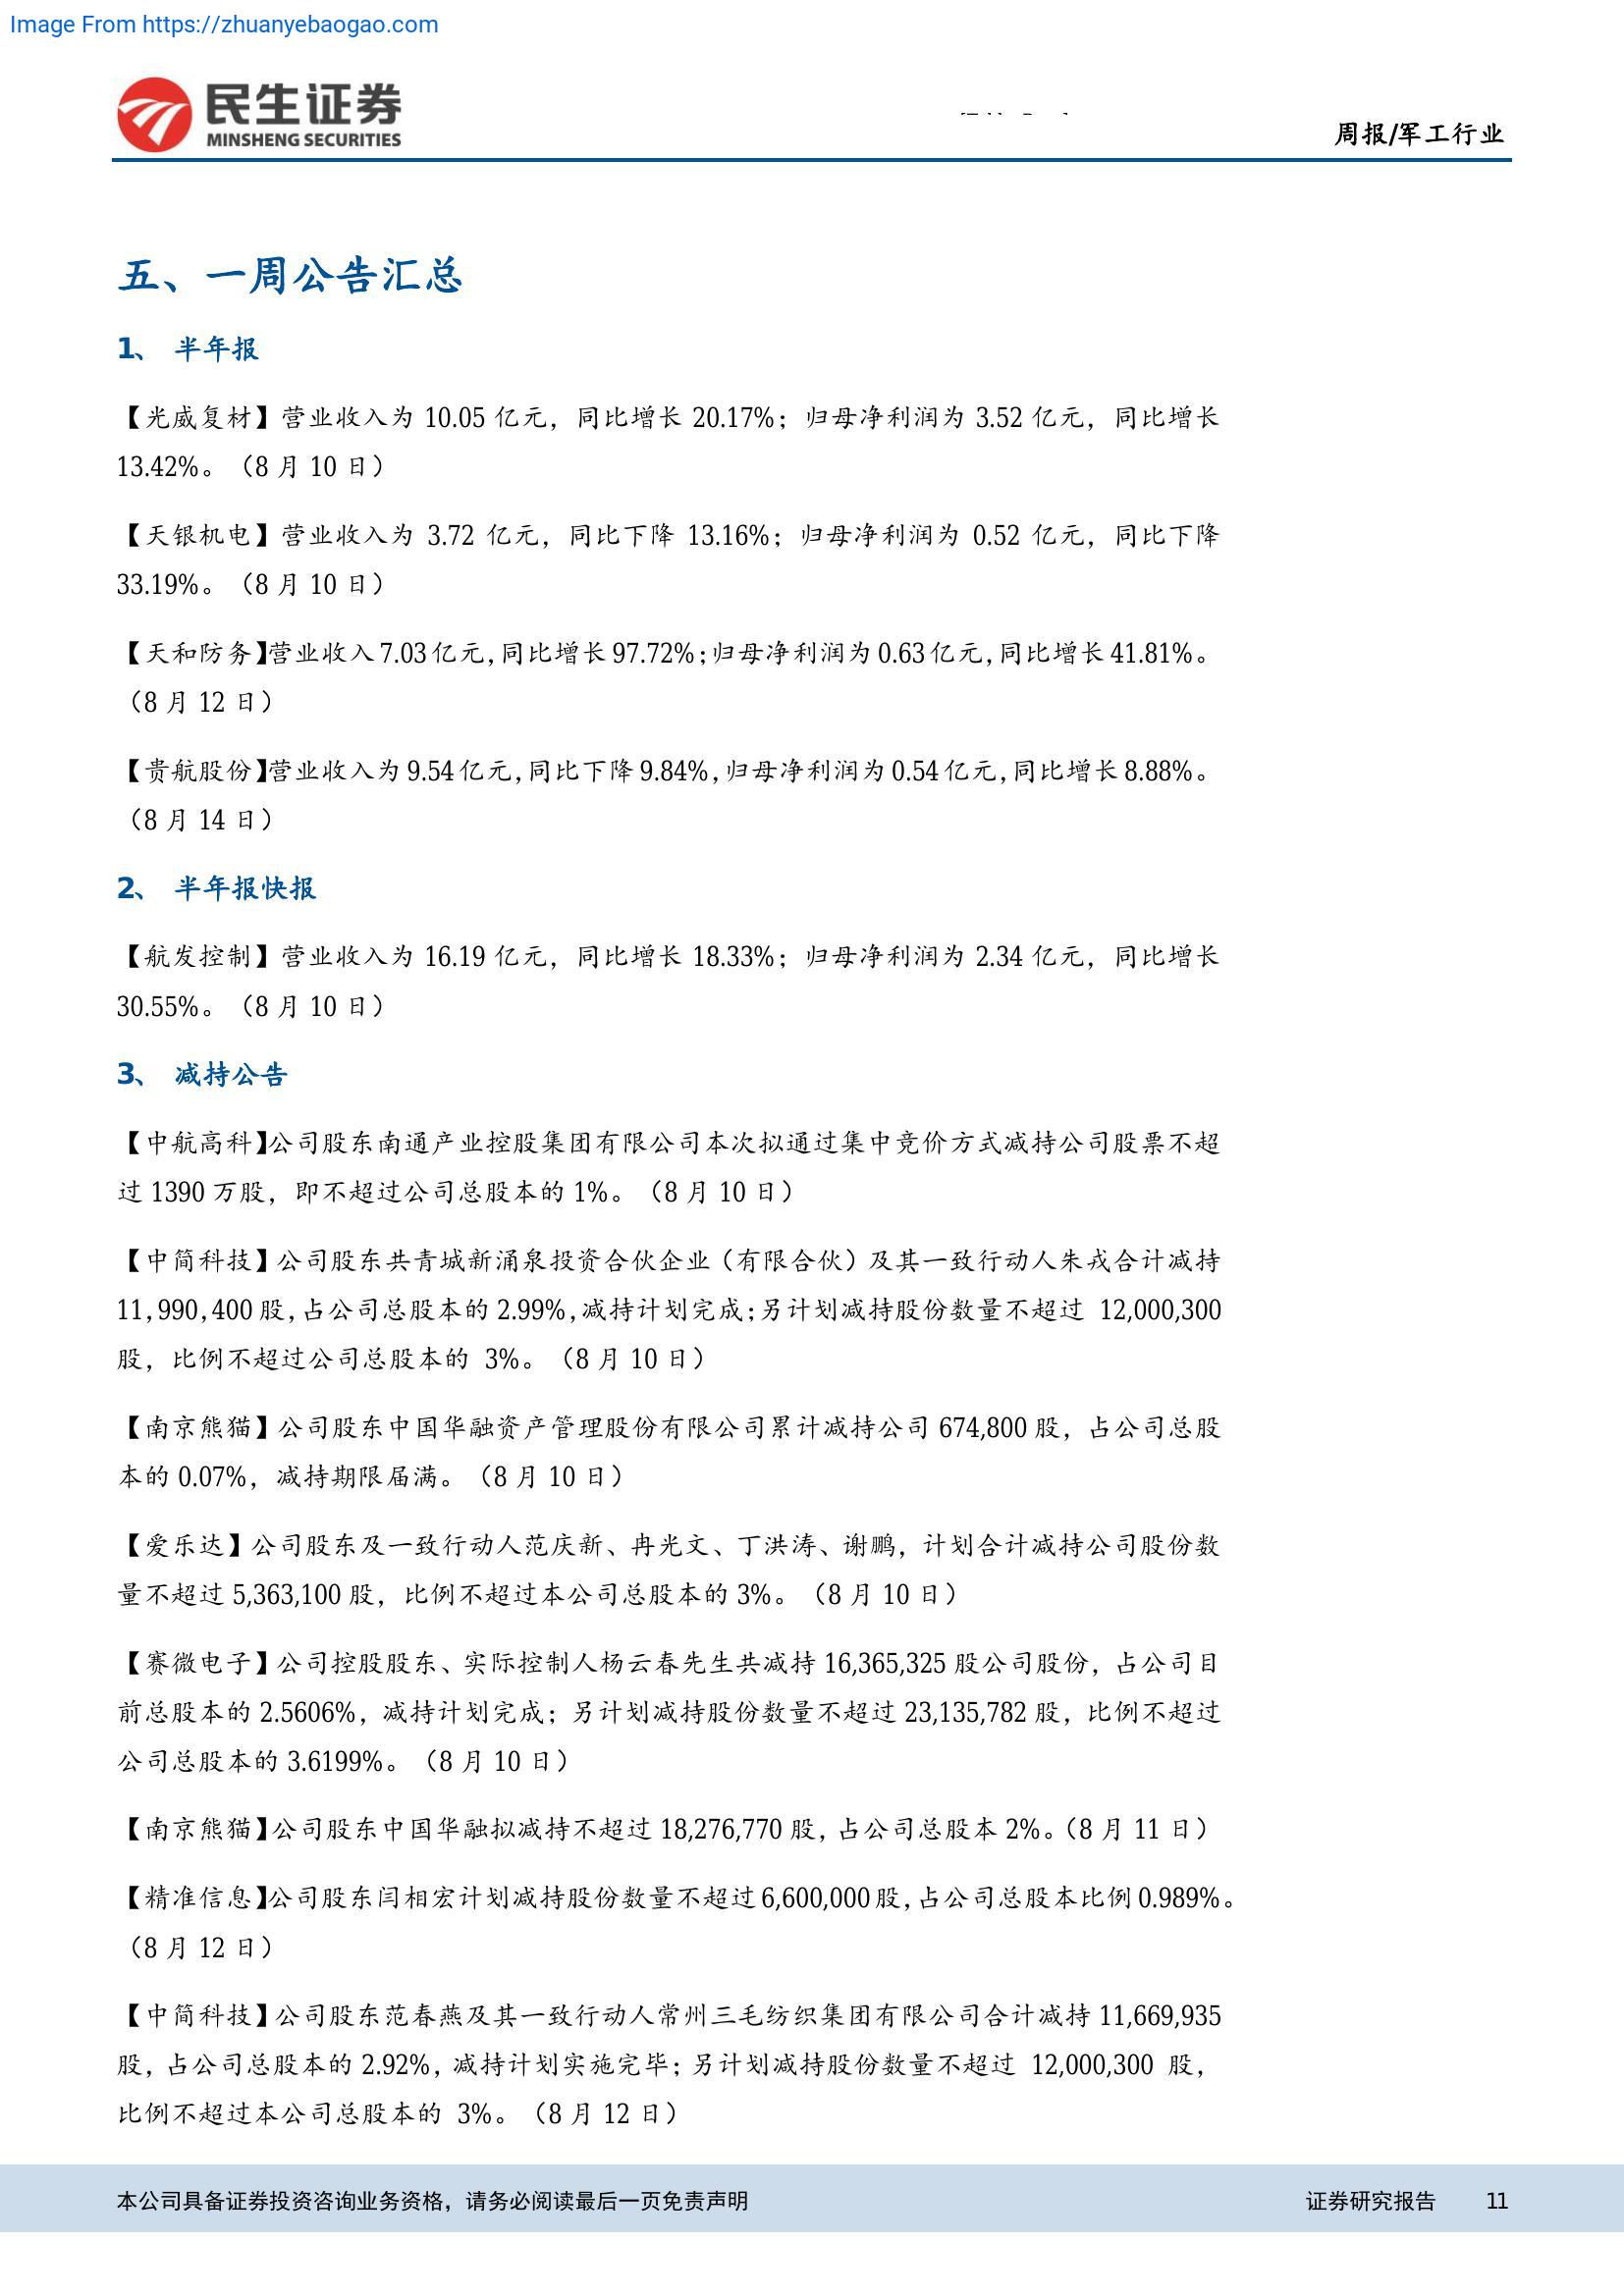 Image From https://zhuanyebaogao.com
民生证券
MINSHENG SECURITIES
周报/军工行业
五、一周公告汇总
1、 半年报
【光威复材】营业收入为 10.05 亿元，同比增长 20.17%；归母净利润为 3.52 亿元，同比增长
13.42%。（8 月 10 日）
【天银机电】营业收入为 3.72 亿元，同比下降 13.16%；归母净利润为 0.52 亿元，同比下降
33.19%。（8 月 10 日）
【天和防务】营业收入 7.03 亿元，同比增长 97.72%；归母净利润为 0.63 亿元，同比增长 41.81%。
（8 月 12 日）
【贵航股份】营业收入为 9.54 亿元，同比下降 9.84%，归母净利润为 0.54 亿元，同比增长 8.88%。
（8 月 14 日）
2、 半年报快报
【航发控制】营业收入为 16.19 亿元，同比增长 18.33%；归母净利润为 2.34 亿元，同比增长
30.55%。（8 月 10 日）
3、 减持公告
【中航高科】公司股东南通产业控股集团有限公司本次拟通过集中竞价方式减持公司股票不超
过 1390 万股，即不超过公司总股本的 1%。（8 月 10 日）
【中简科技】公司股东共青城新涌泉投资合伙企业（有限合伙）及其一致行动人朱戎合计减持
11,990,400 股，占公司总股本的 2.99%，减持计划完成；另计划减持股份数量不超过 12,000,300
股，比例不超过公司总股本的 3%。（8 月 10 日）
【南京熊猫】公司股东中国华融资产管理股份有限公司累计减持公司 674,800 股，占公司总股
本的 0.07%，减持期限届满。（8 月 10 日）
【爱乐达】公司股东及一致行动人范庆新、冉光文、丁洪涛、谢鹏，计划合计减持公司股份数
量不超过 5,363,100 股，比例不超过本公司总股本的 3%。（8 月 10 日）
【赛微电子】公司控股股东、实际控制人杨云春先生共减持 16,365,325 股公司股份，占公司目
前总股本的 2.5606%，减持计划完成；另计划减持股份数量不超过 23,135,782 股，比例不超过
公司总股本的 3.6199%。（8 月 10 日）
【南京熊猫】公司股东中国华融拟减持不超过 18,276,770 股，占公司总股本 2%。（8 月 11 日）
【精准信息】公司股东闫相宏计划减持股份数量不超过 6,600,000 股，占公司总股本比例 0.989%。
（8 月 12 日）
【中简科技】公司股东范春燕及其一致行动人常州三毛纺织集团有限公司合计减持 11,669,935
股，占公司总股本的 2.92%，减持计划实施完毕；另计划减持股份数量不超过 12,000,300 股，
比例不超过本公司总股本的 3%。（8 月 12 日）
本公司具备证券投资咨询业务资格，请务必阅读最后一页免责声明
证券研究报告 11